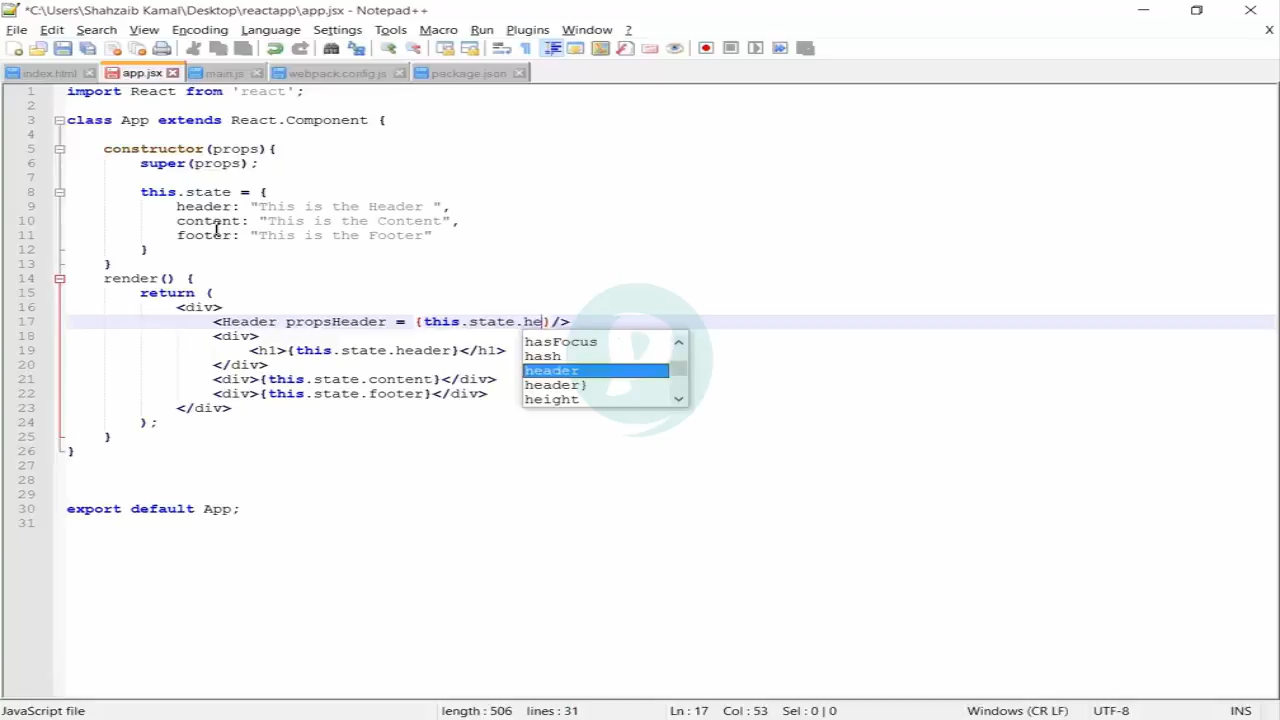 *C:\Users\Shahzaib Kamal\Desktop\reactapp\app.jsx - Notepad++
File Edit Search View Encoding Language Settings Tools Macro Run Plugins Window ? X
index.html app.jsx main.js webpack.config.js package.json
1 import React from 'react';
2
3 class App extends React.Component {
4
5 constructor(props){
6 super(props);
7
8 this.state = {
9 header: "This is the Header ",
10 content: "This is the Content",
11 footer: "This is the Footer"
12 }
13 }
14 render() {
15 return (
16 <div>
17 <Header propsHeader = {this.state.he}/>
18 <div>
19 <h1>{this.state.header}</h1>
20 </div>
21 <div>{this.state.content}</div>
22 <div>{this.state.footer}</div>
23 </div>
24 );
25 }
26 }
27
28
29
30 export default App;
31
hasFocus
hash
header
header}
height
JavaScript file length : 506 lines : 31 Ln : 17 Col : 53 Sel : 0 | 0 Windows (CR LF) UTF-8 INS